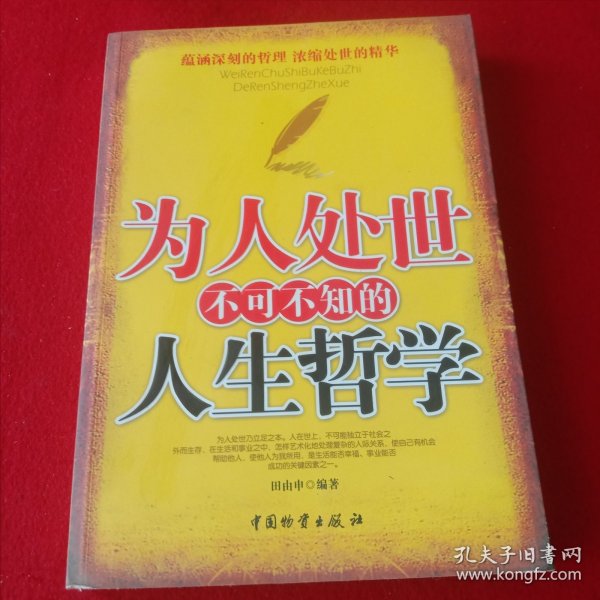 蕴涵深刻的哲理 浓缩处世的精华
WeiRenChuShiBuKeBuZhi
DeRenShengZheXue
为人处世
不可不知的
人生哲学
为人处世乃立足之本。人在世上，不可能独立于社会之
外而生存，在生活和事业之中，怎样艺术化地处理复杂的人际关系，使自己有机会
帮助他人，使他人为我所用，是生活能否幸福、事业能否
成功的关键因素之一。
田由申◎编著
中国物资出版社
孔夫子旧书网
www.kongfz.com